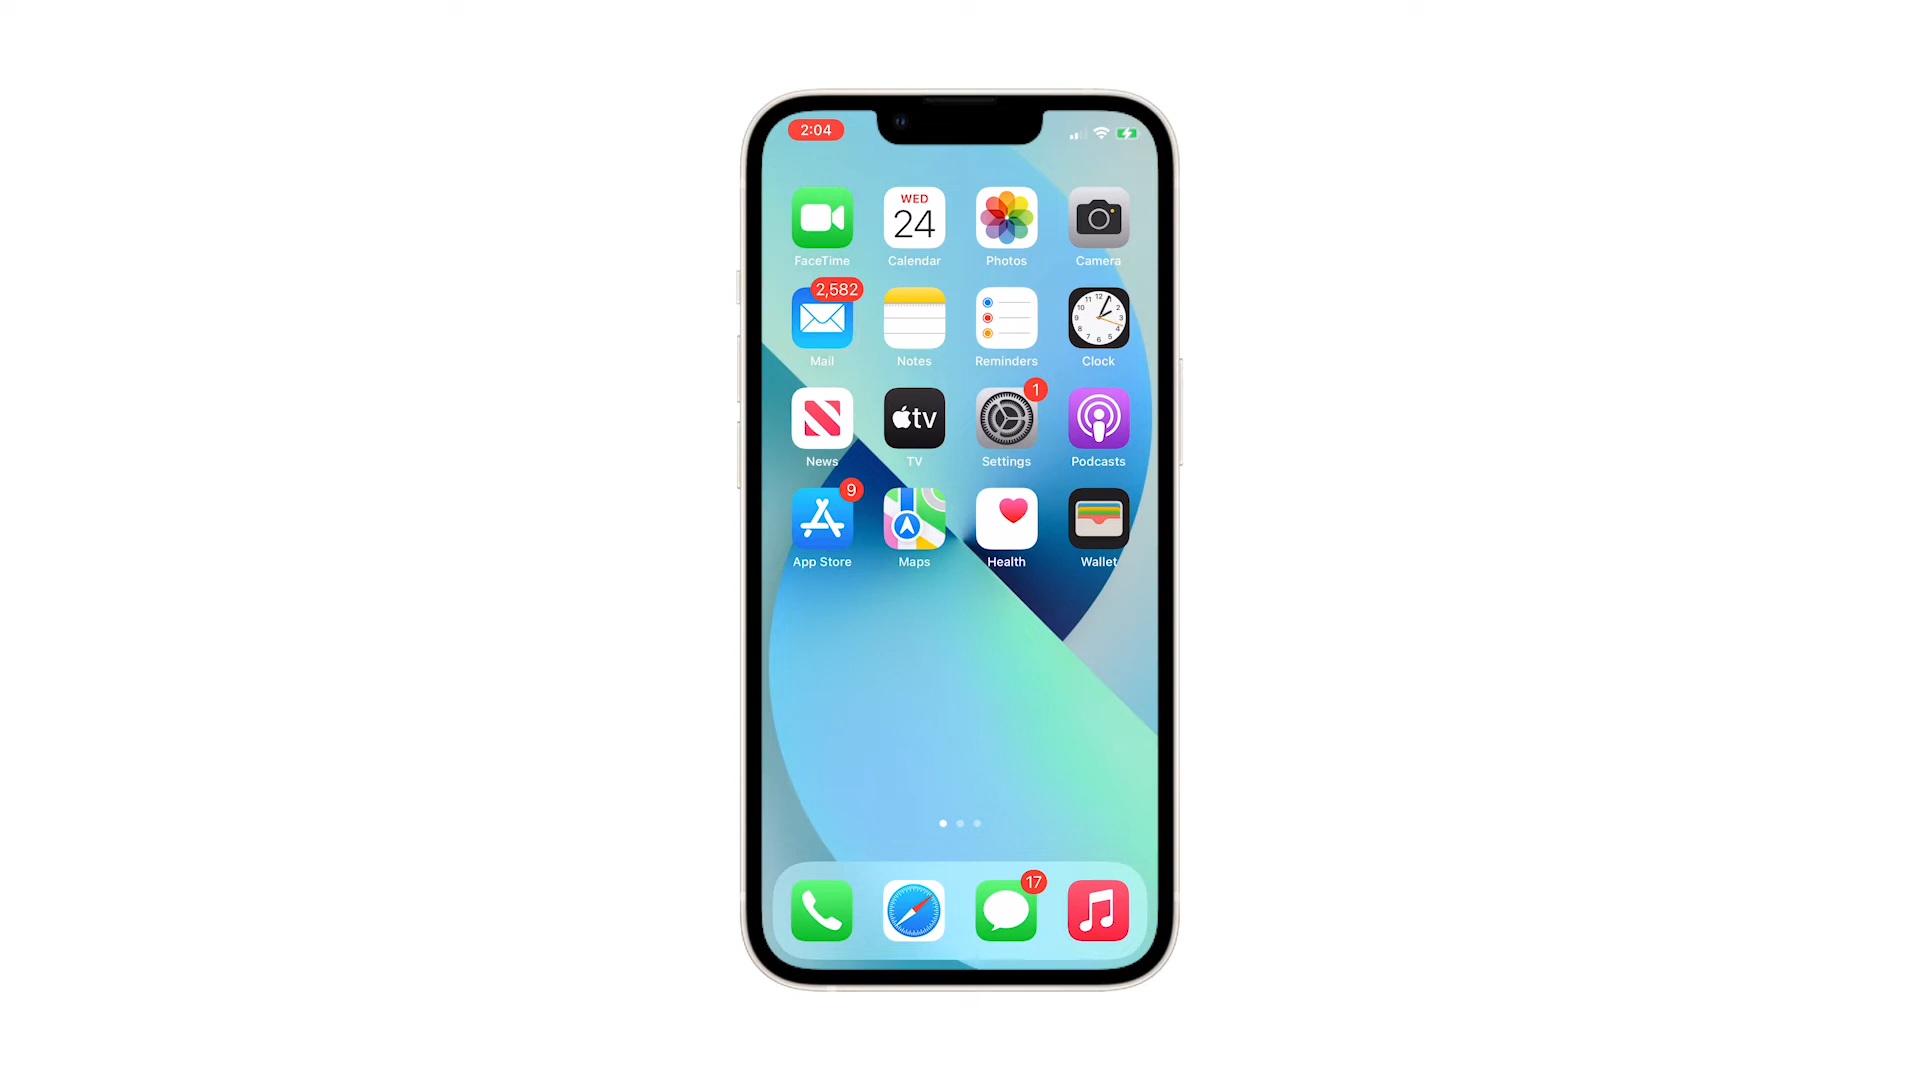 2:04
WED
24
FaceTime Calendar Photos Camera
2,582
Mail Notes Reminders Clock
tv
1
News TV Settings Podcasts
9
App Store Maps Health Wallet
17